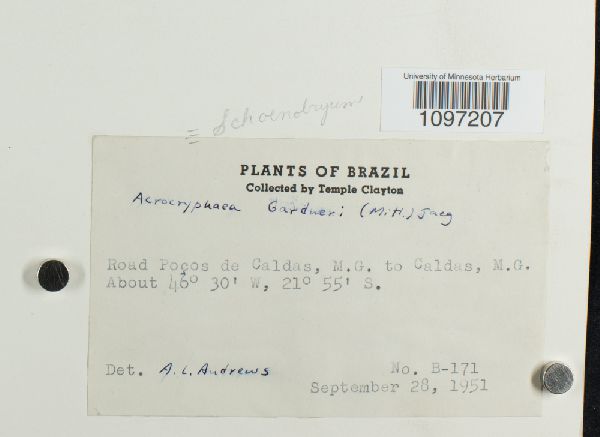 University of Minnesota Herbarium
1097207
≡ Schoenobryum
PLANTS OF BRAZIL
Collected by Temple Clayton
Acrocryphaea Gardneri (Mitt.) Jaeg
Road Poços de Caldas, M.G. to Caldas, M.G.
About 46° 30' W, 21° 55' S.
Det. A.L. Andrews
No. B-171
September 28, 1951